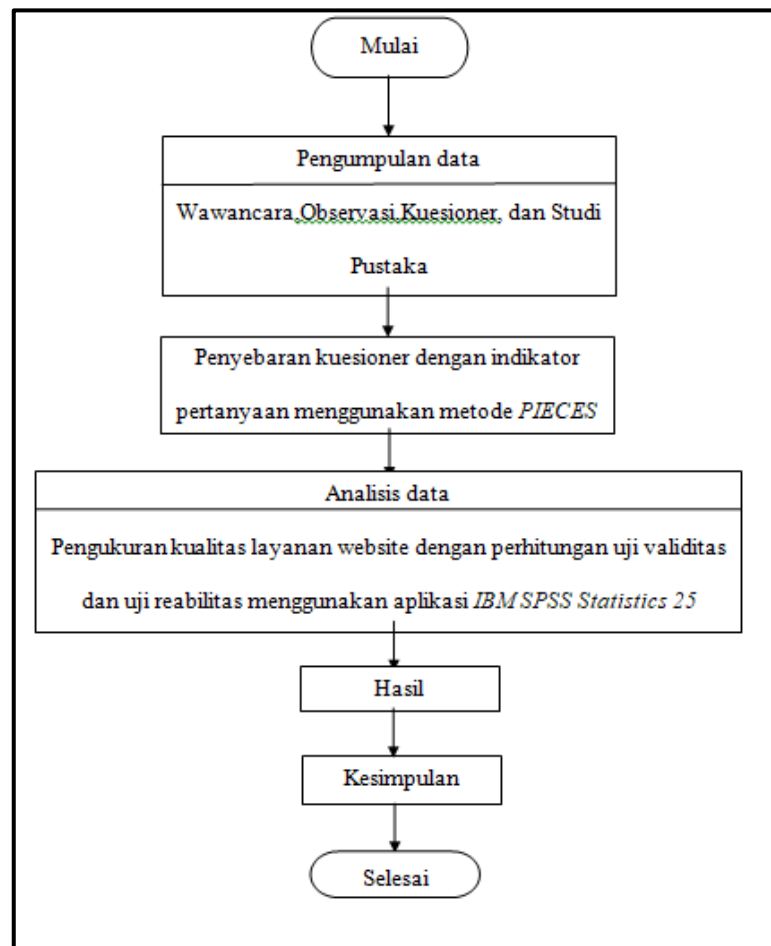 Mulai
Pengumpulan data
Wawancara,Observasi,Kuesioner, dan Studi
Pustaka
Penyebaran kuesioner dengan indikator
pertanyaan menggunakan metode PIECES
Analisis data
Pengukuran kualitas layanan website dengan perhitungan uji validitas
dan uji reabilitas menggunakan aplikasi IBM SPSS Statistics 25
Hasil
Kesimpulan
Selesai